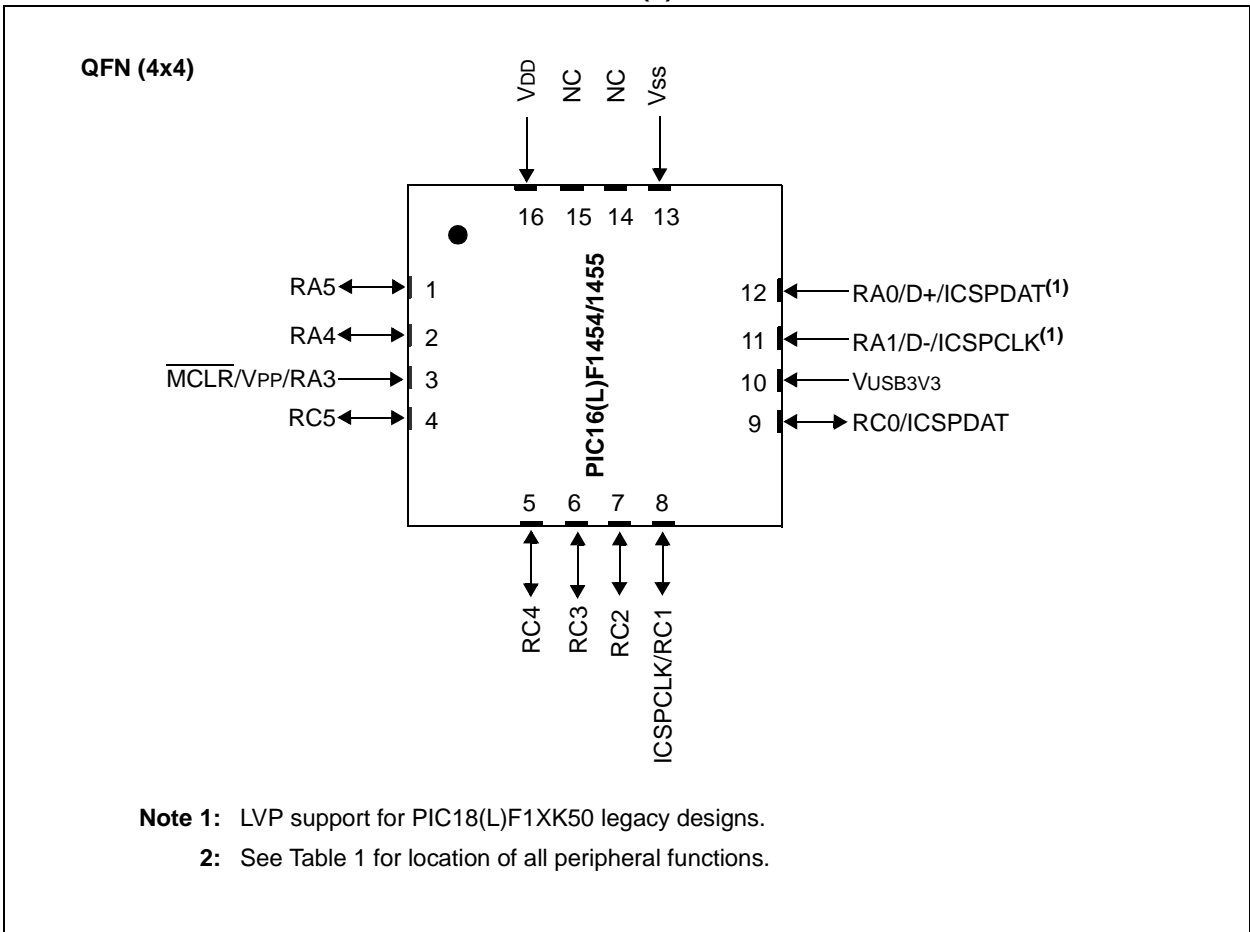 QFN (4x4)
VDD
NC
NC
Vss
16 15 14 13
RA5 1
RA4 2
MCLR/VPP/RA3 3
RC5 4
PIC16(L)F1454/1455
12 RA0/D+/ICSPDAT(1)
11 RA1/D-/ICSPCLK(1)
10 VUSB3V3
9 RC0/ICSPDAT
5 6 7 8
RC4
RC3
RC2
ICSPCLK/RC1
Note 1: LVP support for PIC18(L)F1XK50 legacy designs.
2: See Table 1 for location of all peripheral functions.